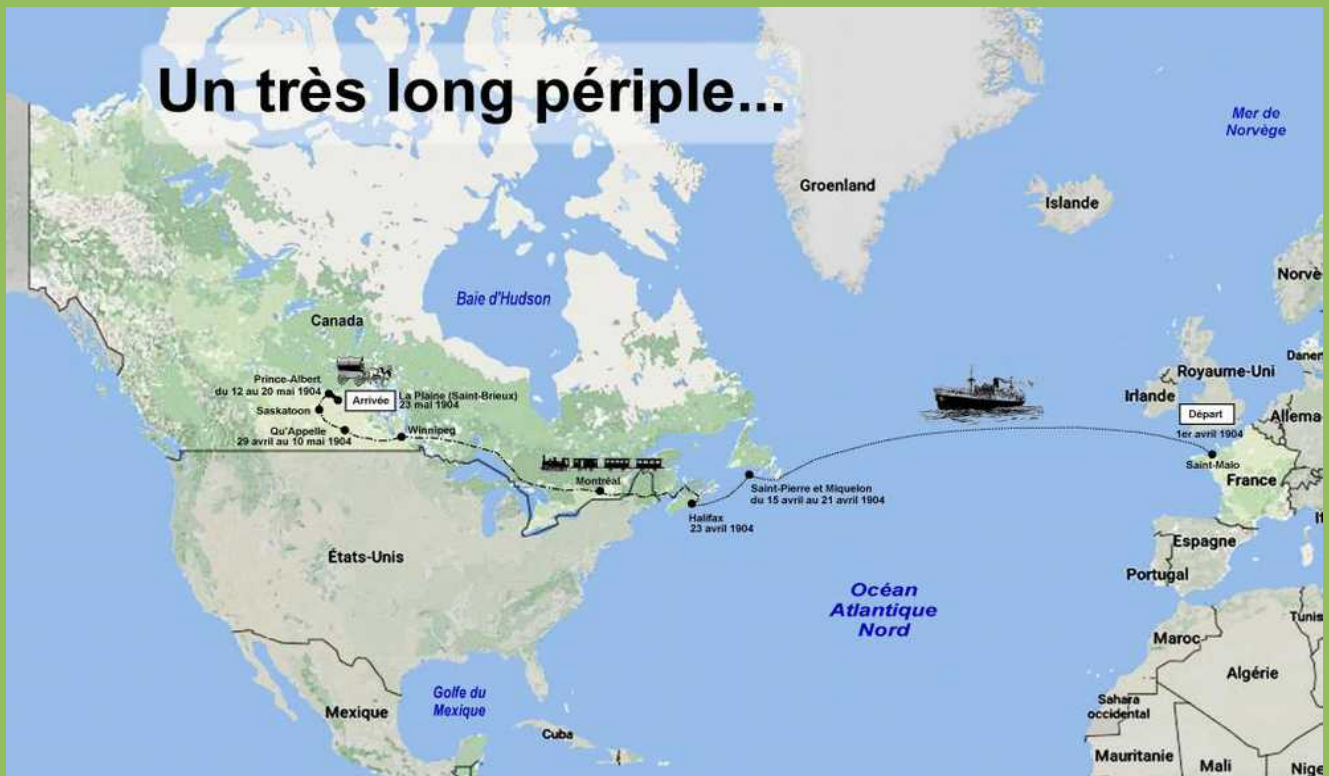 Un très long périple...
Mer de
Norvège
Groenland
Islande
Norvè
Baie d'Hudson
Canada
Danen
Royaume-Uni
Irlande
Prince-Albert
du 12 au 20 mai 1904
Arrivée
La Plaine (Saint-Brieux)
23 mai 1904
Départ
1er avril 1904
Allema
Saskatoon
Qu'Appelle
29 avril au 10 mai 1904
Winnipeg
Saint-Malo
France
Montréal
Saint-Pierre et Miquelon
du 15 avril au 21 avril 1904
Halifax
23 avril 1904
It
Espagne
Portugal
États-Unis
Océan
Atlantique
Nord
Tunis
Maroc
Algérie
Golfe du
Mexique
Mexique
Sahara
occidental
Cuba
Mauritanie
Mali
Nige